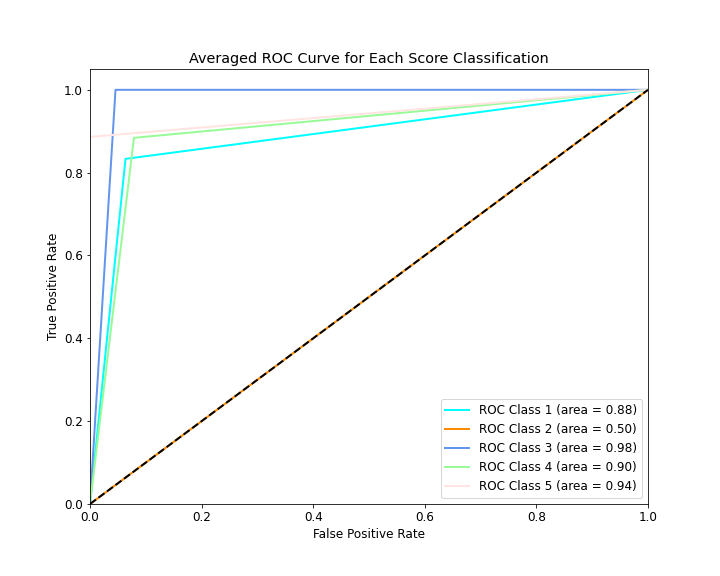 Averaged ROC Curve for Each Score Classification
True Positive Rate
1.0
0.8
0.6
0.4
0.2
0.0
ROC Class 1 (area = 0.88)
ROC Class 2 (area = 0.50)
ROC Class 3 (area = 0.98)
ROC Class 4 (area = 0.90)
ROC Class 5 (area = 0.94)
0.0 0.2 0.4 0.6 0.8 1.0
False Positive Rate